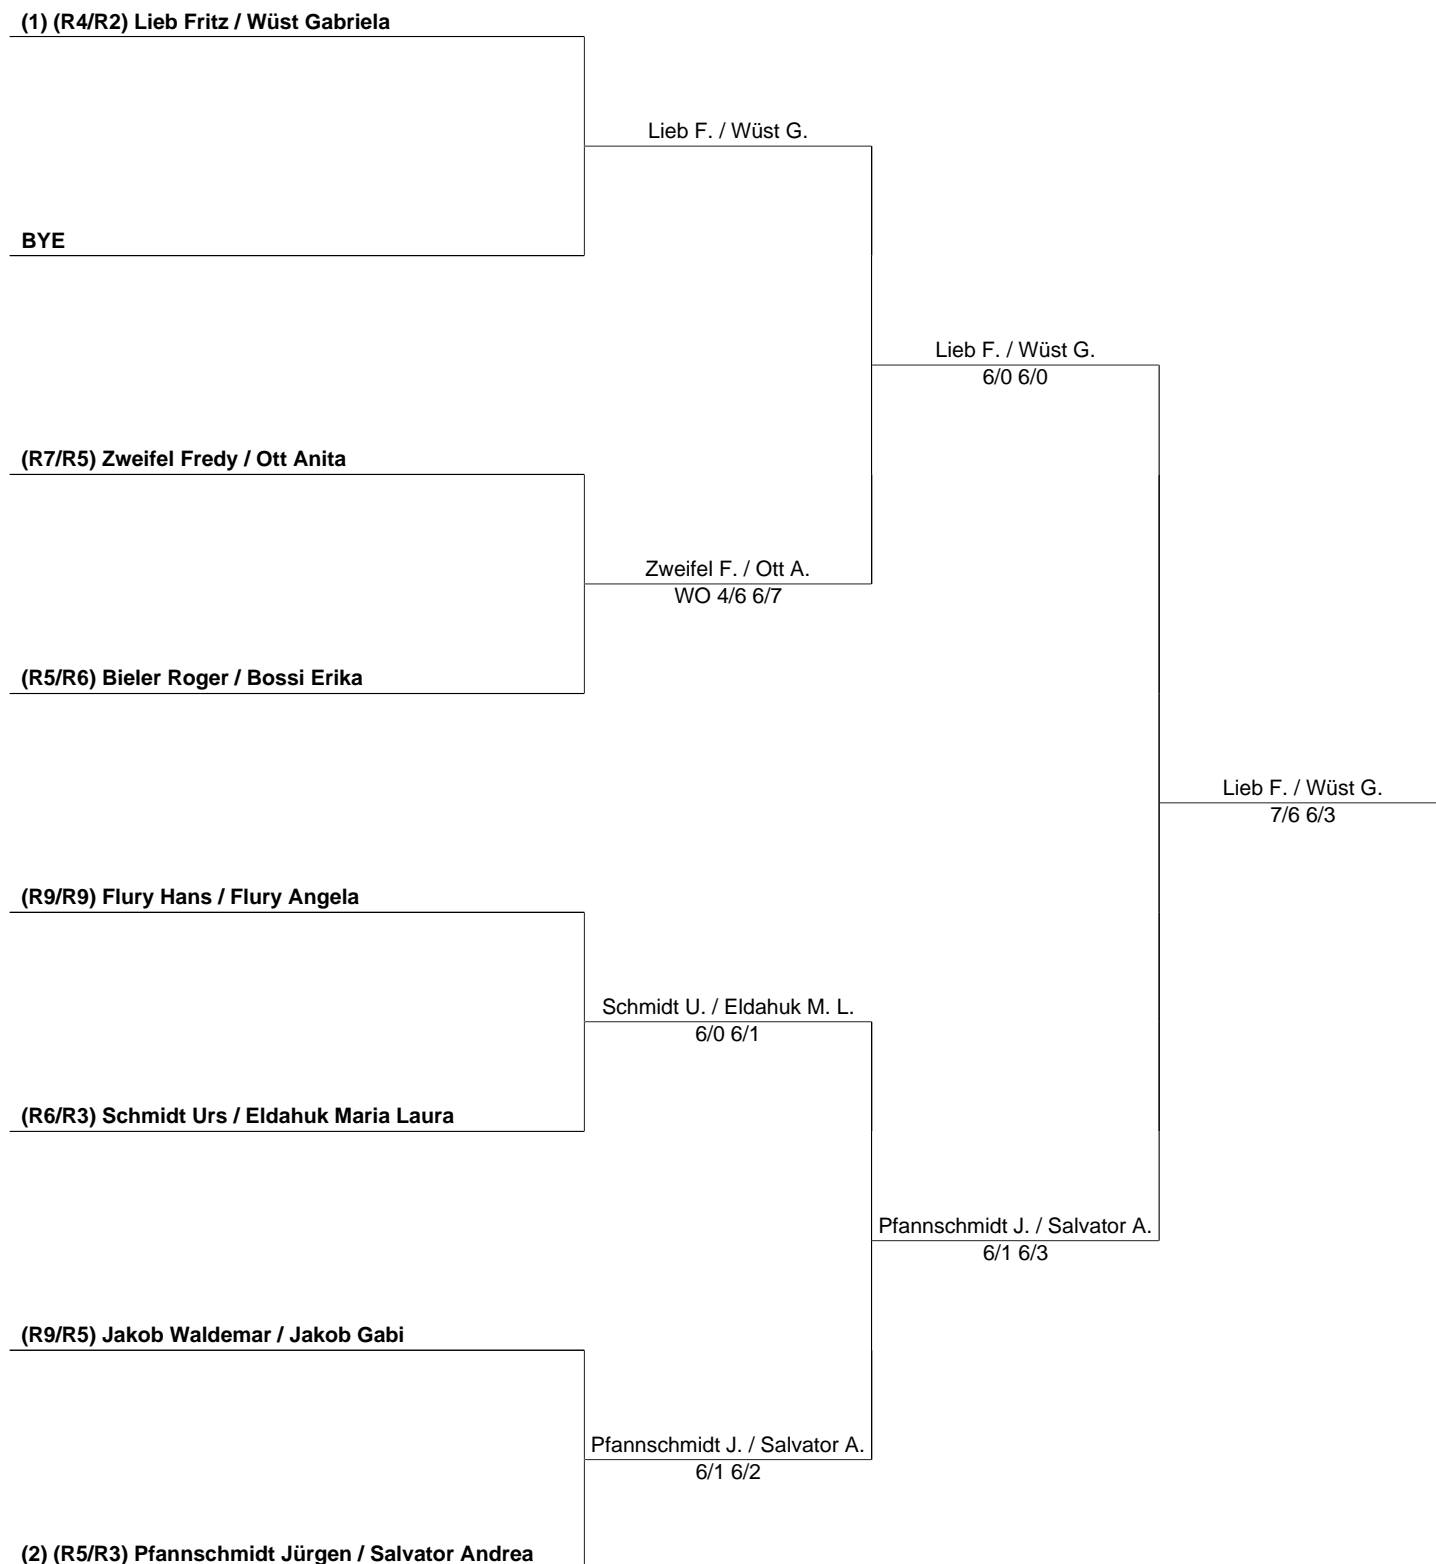 (1) (R4/R2) Lieb Fritz / Wüst Gabriela
Lieb F. / Wüst G.
BYE
Lieb F. / Wüst G.
6/0 6/0
(R7/R5) Zweifel Fredy / Ott Anita
Zweifel F. / Ott A.
WO 4/6 6/7
(R5/R6) Bieler Roger / Bossi Erika
Lieb F. / Wüst G.
7/6 6/3
(R9/R9) Flury Hans / Flury Angela
Schmidt U. / Eldahuk M. L.
6/0 6/1
(R6/R3) Schmidt Urs / Eldahuk Maria Laura
Pfannschmidt J. / Salvator A.
6/1 6/3
(R9/R5) Jakob Waldemar / Jakob Gabi
Pfannschmidt J. / Salvator A.
6/1 6/2
(2) (R5/R3) Pfannschmidt Jürgen / Salvator Andrea